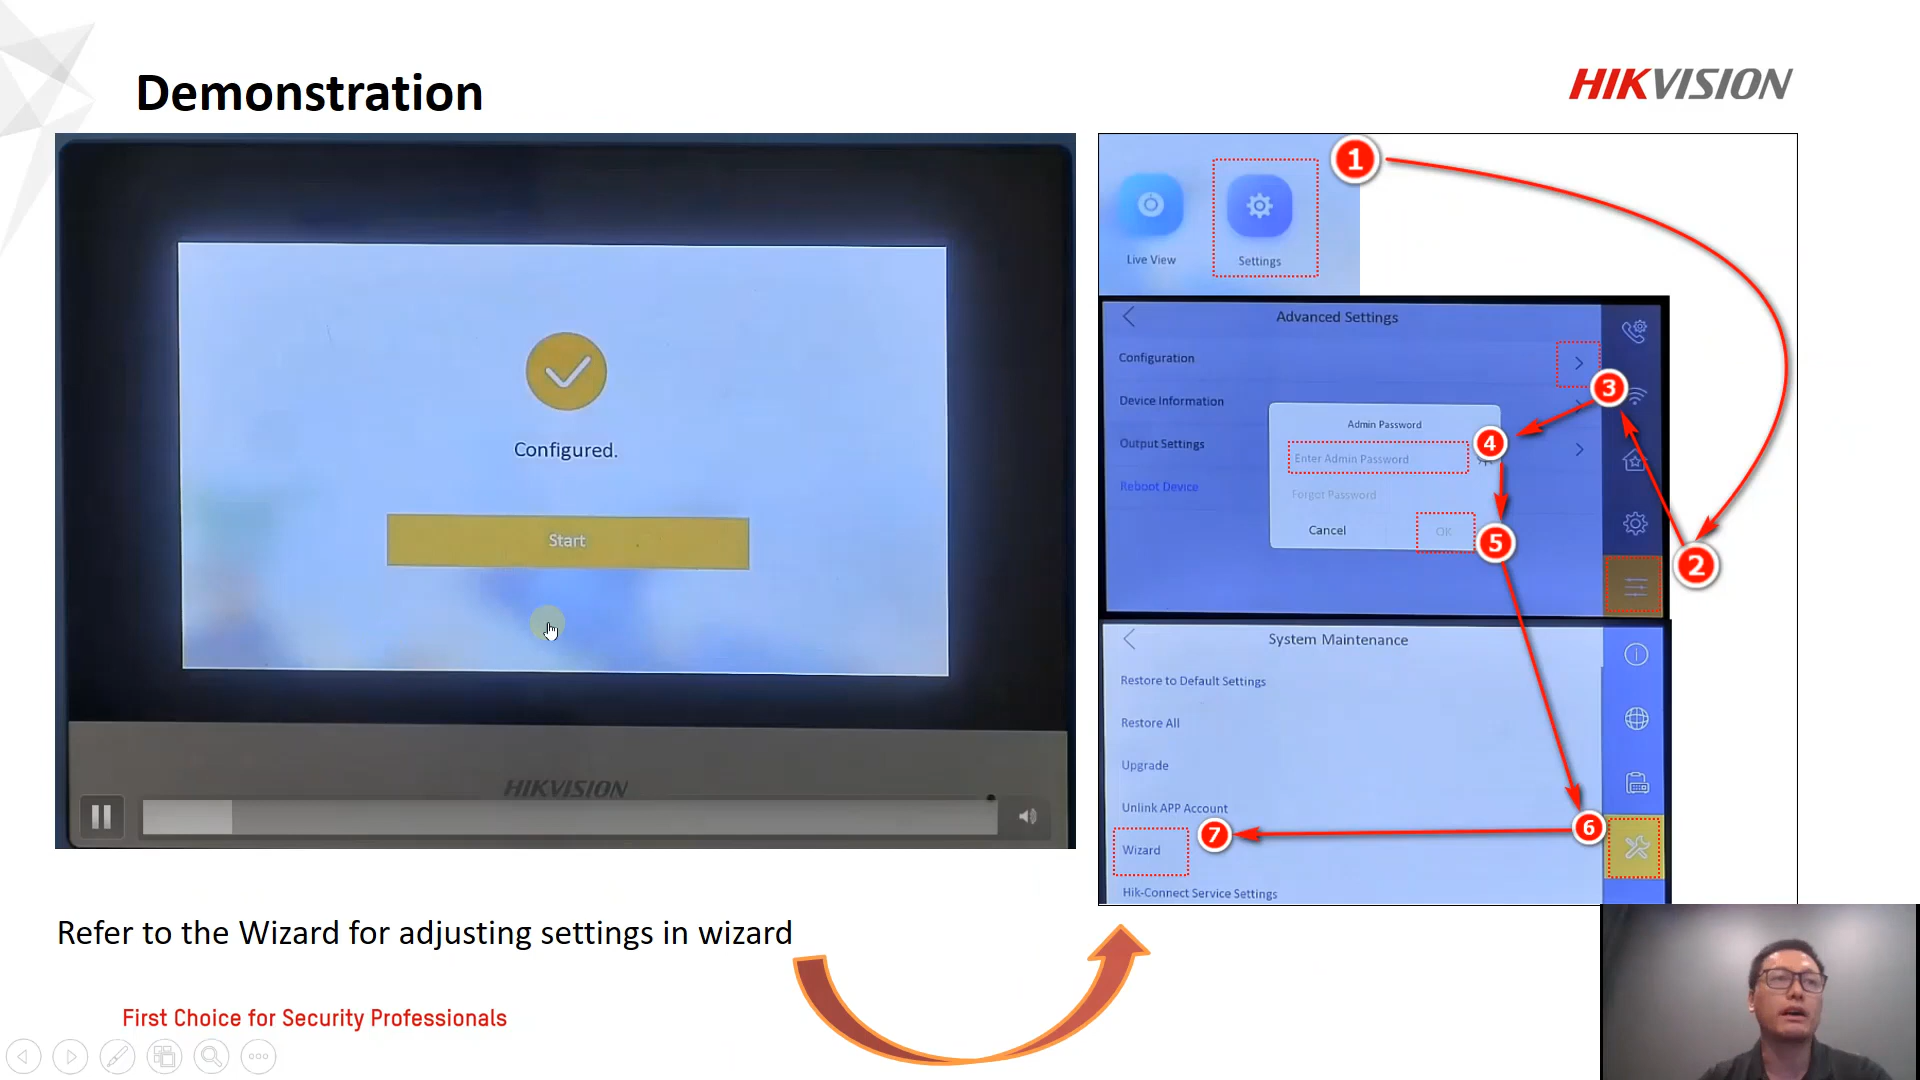 Demonstration
HIKVISION
Configured.
Start
HIKVISION
1
Live View
Settings
Advanced Settings
Configuration
3
Device Information
Admin Password
Output Settings
4
Enter Admin Password
Reboot Device
Forgot Password
Cancel
OK
5
2
System Maintenance
Restore to Default Settings
Restore All
Upgrade
Unlink APP Account
7
6
Wizard
Hik-Connect Service Settings
Refer to the Wizard for adjusting settings in wizard
First Choice for Security Professionals